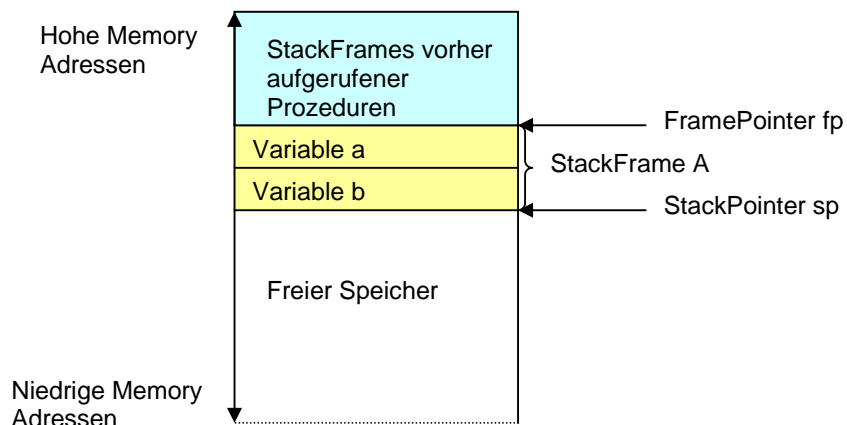 Hohe Memory
Adressen
StackFrames vorher
aufgerufener
Prozeduren
FramePointer fp
Variable a
StackFrame A
Variable b
StackPointer sp
Freier Speicher
Niedrige Memory
Adressen